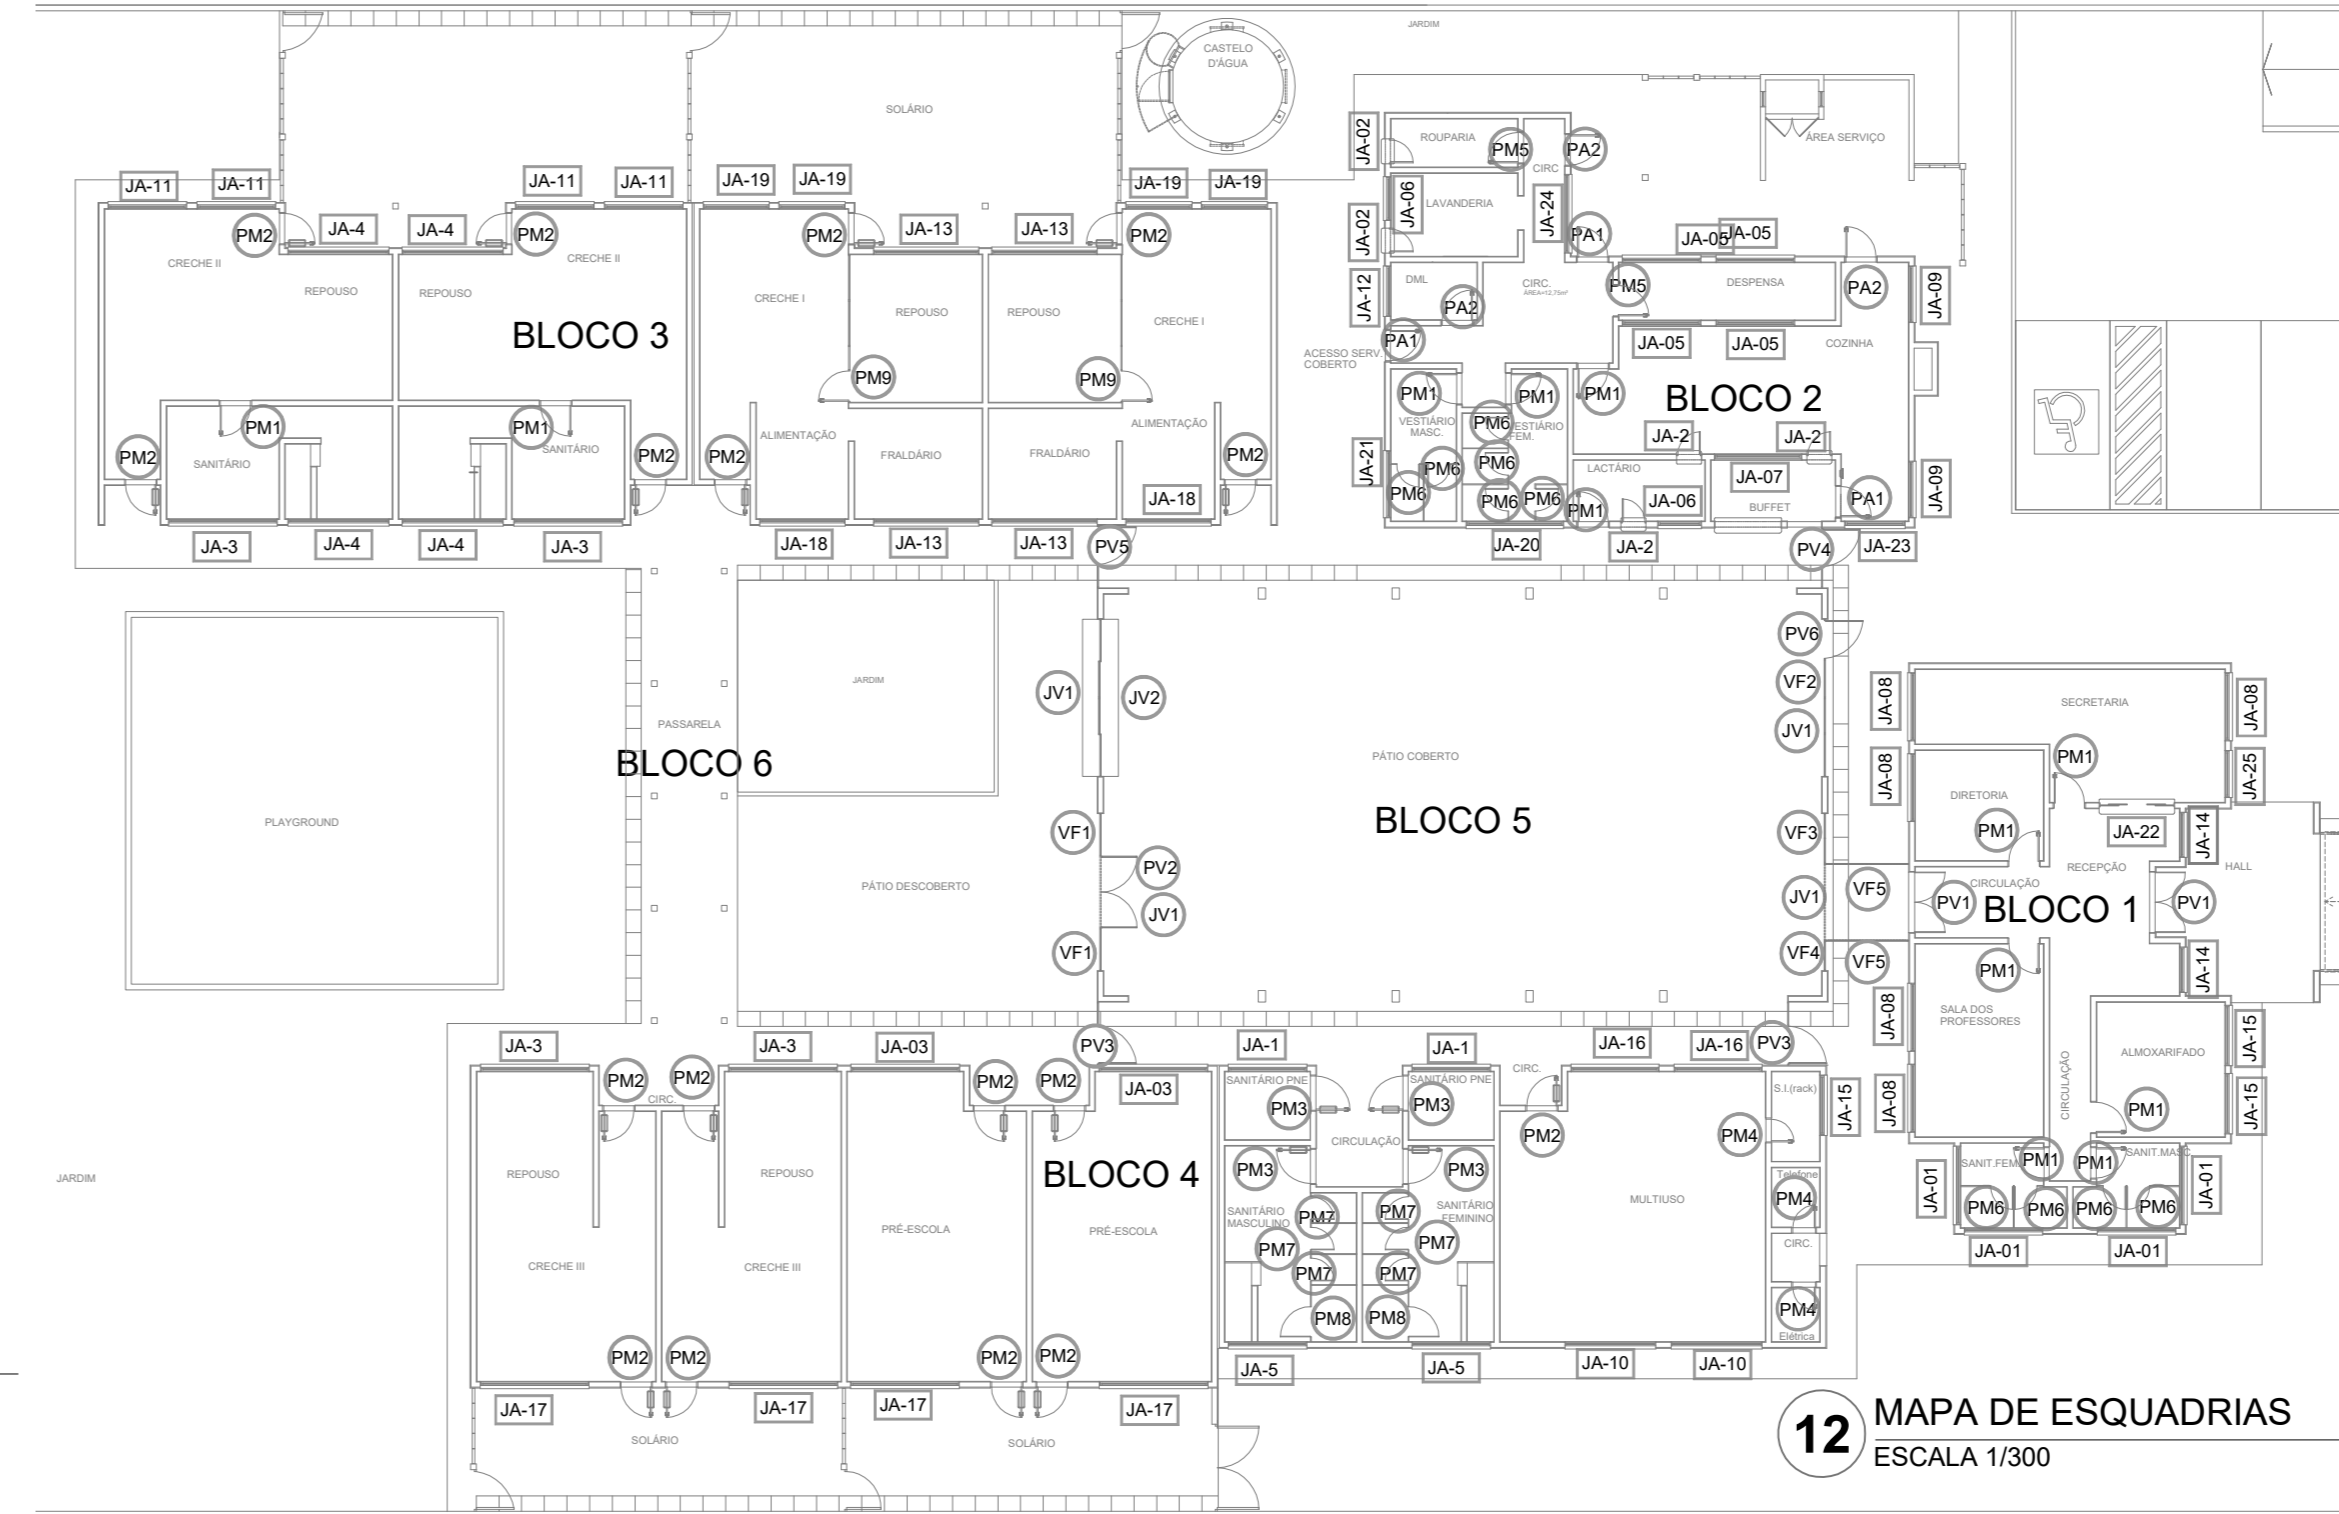 JARDIM
CASTELO
D'ÁGUA
SOLÁRIO
ÁREA SERVIÇO
JA-02
ROUPARIA
PM5
CIRC
PA2
JA-11
JA-11
JA-11
JA-11
JA-19
JA-19
JA-19
JA-19
JA-02
JA-06
LAVANDERIA
JA-24
PA1
JA-05
JA-05
PM2
JA-4
JA-4
PM2
PM2
JA-13
JA-13
PM2
CRECHE II
REPOUSO
REPOUSO
CRECHE II
CRECHE I
REPOUSO
REPOUSO
CRECHE I
JA-12
DML
PA2
CIRC.
ÁREA=12,75m²
PM5
DESPENSA
PA2
JA-09
BLOCO 3
PA1
JA-05
JA-05
COZINHA
ACESSO SERV.
COBERTO
PM9
PM9
PM1
PM1
PM1
BLOCO 2
PM1
PM1
ALIMENTAÇÃO
ALIMENTAÇÃO
VESTIÁRIO
MASC.
PM6
VESTIÁRIO
FEM.
JA-2
JA-2
PM2
SANITÁRIO
SANITÁRIO
PM2
PM2
FRALDÁRIO
FRALDÁRIO
PM2
JA-21
PM6
PM6
LACTÁRIO
JA-07
JA-09
PM6
PM6
PM6
PM1
JA-06
BUFFET
PA1
JA-18
JA-3
JA-4
JA-4
JA-3
JA-18
JA-13
JA-13
PV5
JA-20
JA-2
PV4
JA-23
PV6
JARDIM
JV1
JV2
VF2
JV1
JA-08
SECRETARIA
JA-08
PASSARELA
BLOCO 6
PÁTIO COBERTO
PM1
JA-08
JA-25
PLAYGROUND
BLOCO 5
DIRETORIA
PM1
JA-22
JA-14
VF1
VF3
PV2
RECEPÇÃO
HALL
PÁTIO DESCOBERTO
JV1
JV1
VF5
CIRCULAÇÃO
PV1
BLOCO 1
PV1
VF1
VF4
VF5
PM1
JA-14
SALA DOS
PROFESSORES
JA-08
JA-15
JA-3
JA-3
JA-03
PV3
JA-1
JA-1
JA-16
JA-16
PV3
ALMOXARIFADO
PM2
PM2
PM2
PM2
JA-03
SANITÁRIO PNE
SANITÁRIO PNE
CIRC.
S.I.(rack)
CIRC.
PM3
PM3
PM2
PM4
JA-15
JA-08
CIRCULAÇÃO
PM1
JA-15
CIRCULAÇÃO
REPOUSO
REPOUSO
BLOCO 4
PM3
PM3
Telefone
SANIT.FEM.
PM1
PM1
SANIT.MASC
JARDIM
PM4
JA-01
JA-01
SANITÁRIO
MASCULINO
PM7
PM7
SANITÁRIO
FEMININO
MULTIUSO
PM6
PM6
PM6
PM6
PRÉ-ESCOLA
PRÉ-ESCOLA
PM7
PM7
CIRC.
JA-01
JA-01
CRECHE III
CRECHE III
PM7
PM7
PM8
PM8
PM4
Elétrica
PM2
PM2
PM2
PM2
JA-5
JA-5
JA-10
JA-10
JA-17
JA-17
JA-17
JA-17
SOLÁRIO
SOLÁRIO
12
MAPA DE ESQUADRIAS
ESCALA 1/300